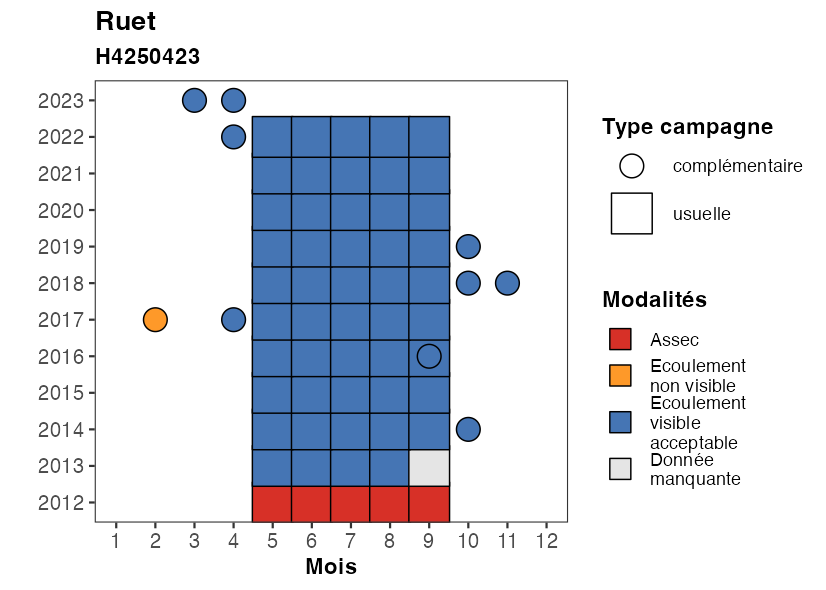 Ruet
H4250423
2023
2022
2021
2020
2019
2018
2017
2016
2015
2014
2013
2012
1 2 3 4 5 6 7 8 9 10 11 12
Mois
Type campagne
complémentaire
usuelle
Modalités
Assec
Ecoulement
non visible
Ecoulement
visible
acceptable
Donnée
manquante